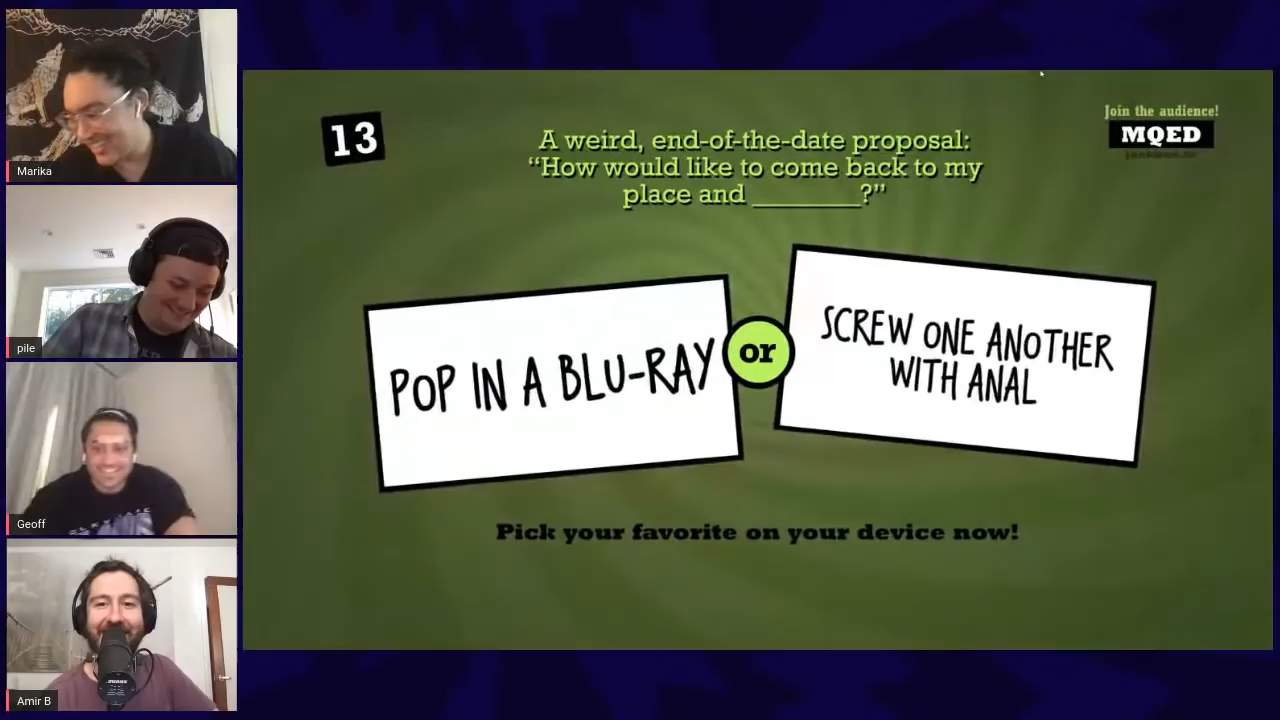 Marika
pile
Geoff
Amir B
13
A weird, end-of-the-date proposal:
“How would like to come back to my
place and ________?”
Join the audience!
MQED
POP IN A BLU-RAY
or
SCREW ONE ANOTHER
WITH ANAL
Pick your favorite on your device now!